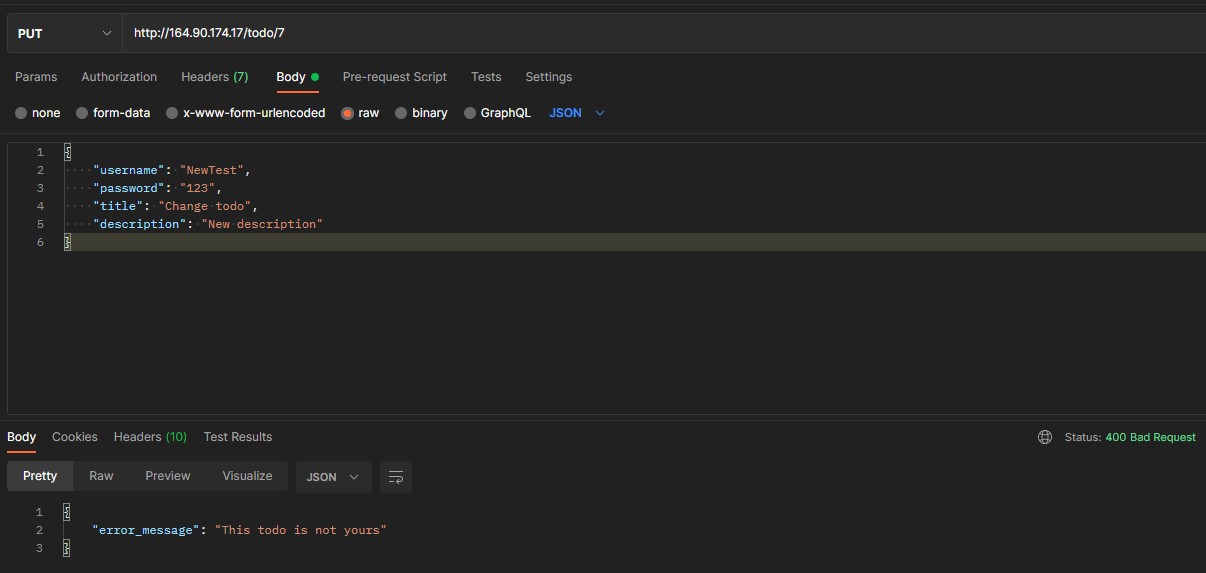 PUT http://164.90.174.17/todo/7
Params Authorization Headers (7) Body Pre-request Script Tests Settings
none form-data x-www-form-urlencoded raw binary GraphQL JSON
1 {
2 "username": "NewTest",
3 "password": "123",
4 "title": "Change todo",
5 "description": "New description"
6 }
Body Cookies Headers (10) Test Results Status: 400 Bad Request
Pretty Raw Preview Visualize JSON
1 {
2 "error_message": "This todo is not yours"
3 }